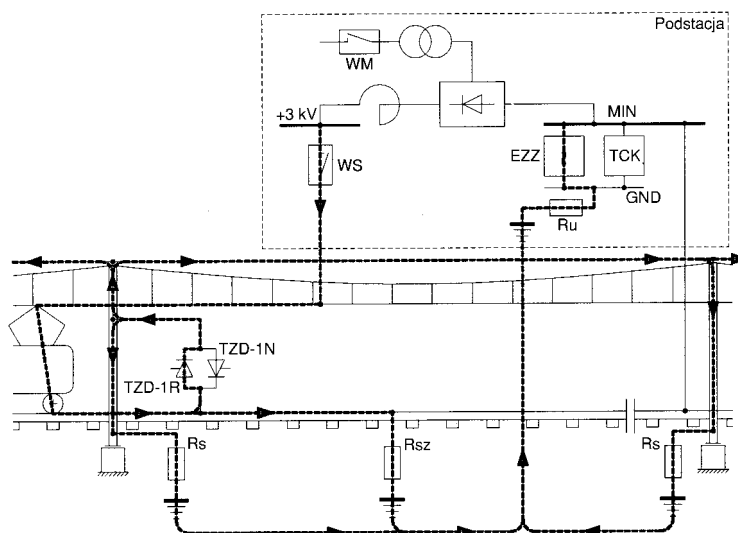 Podstacja
WM
+3 kV
MIN
EZZ
TCK
WS
GND
Ru
TZD-1N
TZD-1R
Rs
Rsz
Rs